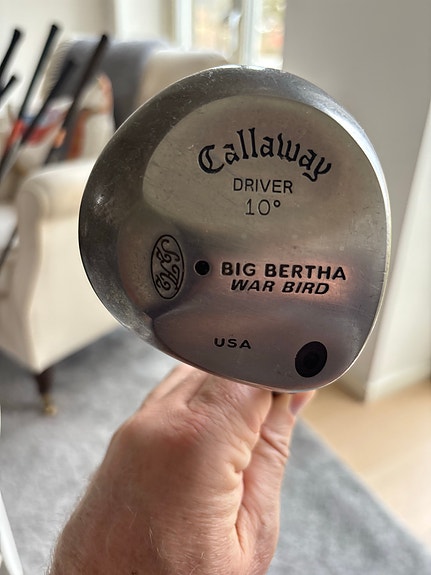 Callaway
DRIVER
10°
BIG BERTHA
WAR BIRD
USA